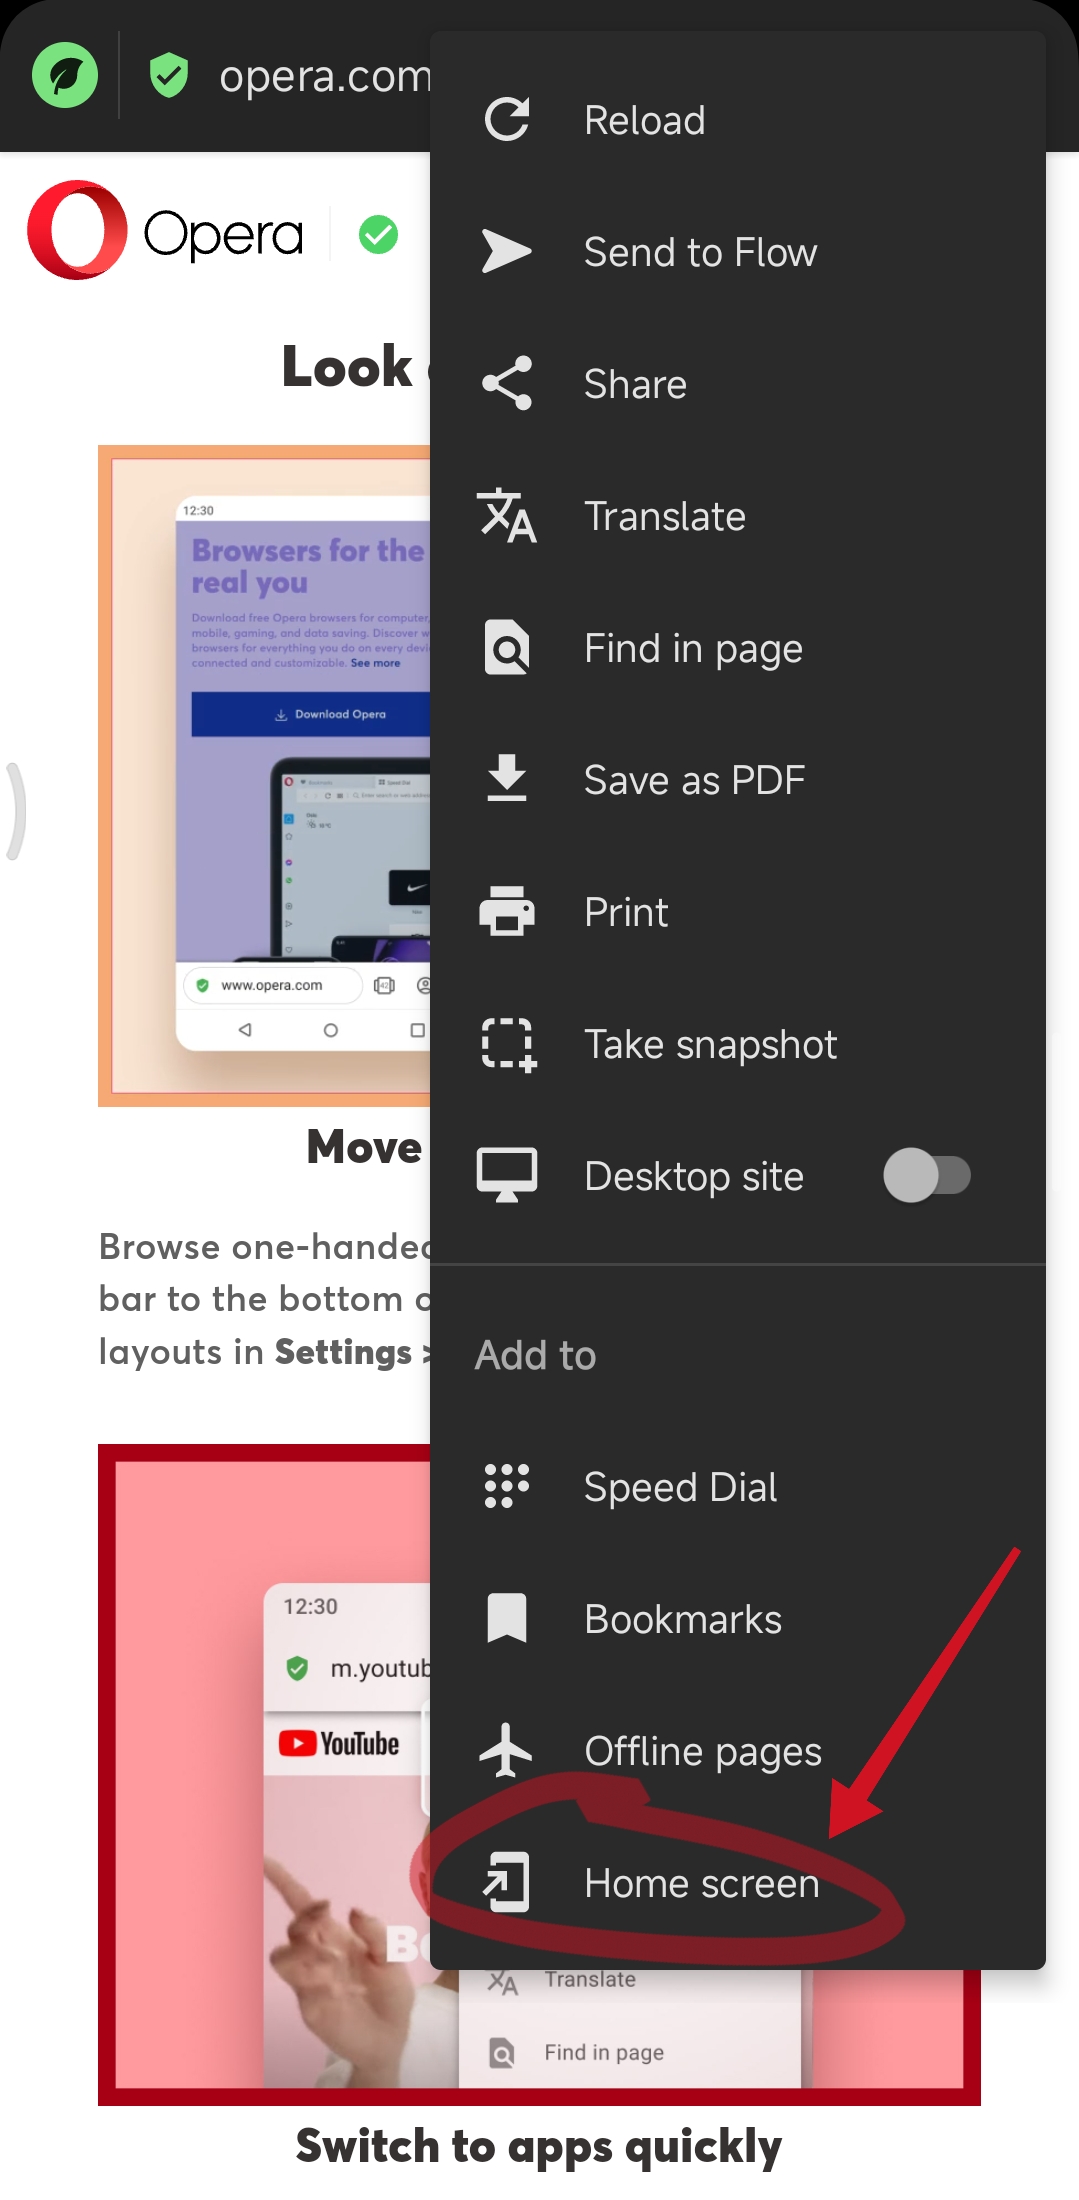 opera.com
Reload
Send to Flow
Share
Translate
Find in page
Save as PDF
Print
Take snapshot
Desktop site
Add to
Speed Dial
Bookmarks
Offline pages
Home screen
Opera
Look
12:30
Browsers for the
real you
Download free Opera browsers for computer,
mobile, gaming, and data saving. Discover
browsers for everything you do on every
connected and customizable. See more
Download Opera
www.opera.com
Move
Browse one-handed
bar to the bottom
layouts in Settings >
12:30
m.youtub
YouTube
Translate
Find in page
Switch to apps quickly